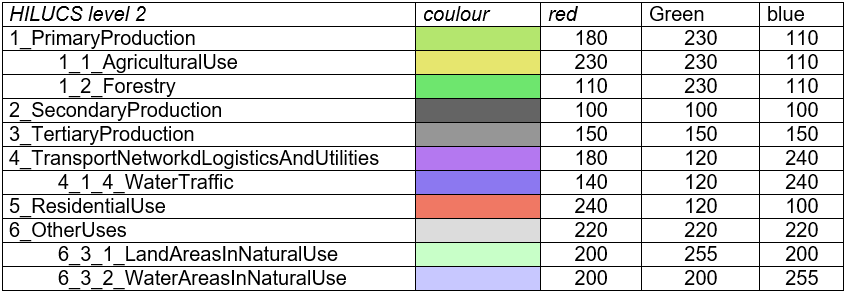 HILUCS level 2 coulour red Green blue
1_PrimaryProduction 180 230 110
1_1_AgriculturalUse 230 230 110
1_2_Forestry 110 230 110
2_SecondaryProduction 100 100 100
3_TertiaryProduction 150 150 150
4_TransportNetworkdLogisticsAndUtilities 180 120 240
4_1_4_WaterTraffic 140 120 240
5_ResidentialUse 240 120 100
6_OtherUses 220 220 220
6_3_1_LandAreasInNaturalUse 200 255 200
6_3_2_WaterAreasInNaturalUse 200 200 255